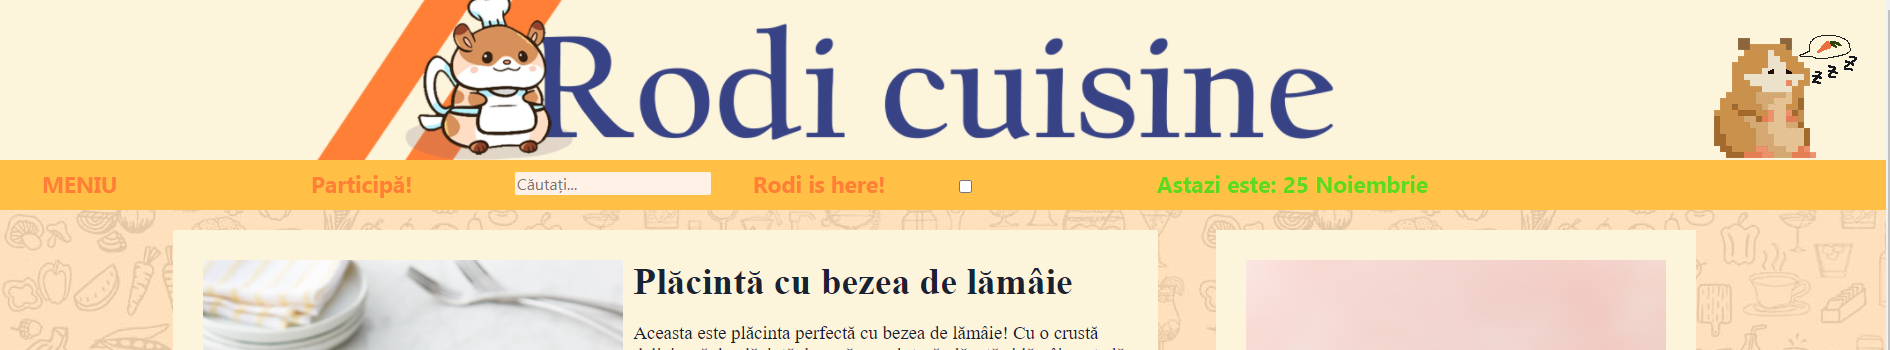 Rodi cuisine
z z z
MENIU Participă! Căutați... Rodi is here! Astazi este: 25 Noiembrie
Plăcintă cu bezea de lămâie
Aceasta este plăcinta perfectă cu bezea de lămâie! Cu o crustă